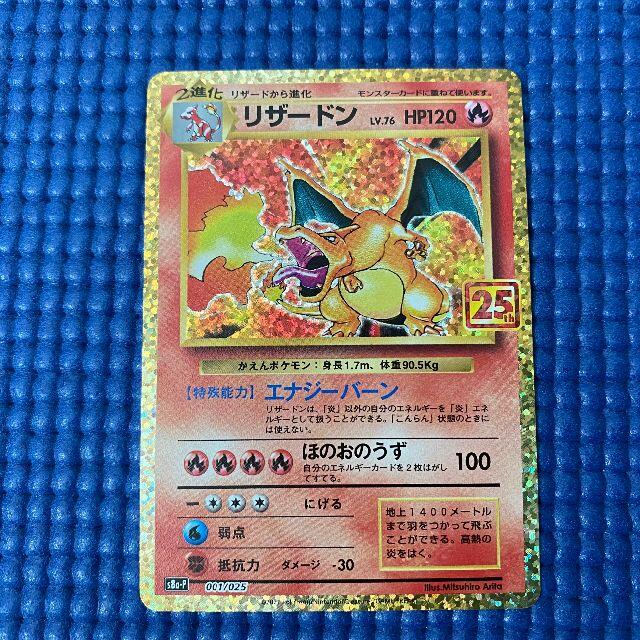 2進化 リザードから進化 モンスターカードに重ねて使います。
リザードン LV.76 HP120
25th
かえんポケモン：身長1.7m、体重90.5Kg
【特殊能力】エナジーバーン
リザードンは、「炎」以外の自分のエネルギーを「炎」エネ
ルギーとして扱うことができる。「こんらん」状態のときに
は使えない。
ほのおのうず 100
自分のエネルギーカードを2枚はがし
てすてる。
にげる
弱点
抵抗力 ダメージ -30
地上1400メートル
まで羽をつかって飛ぶ
ことができる。高熱の
炎をはく。
s8a-P 001/025
Illus.Mitsuhiro Arita